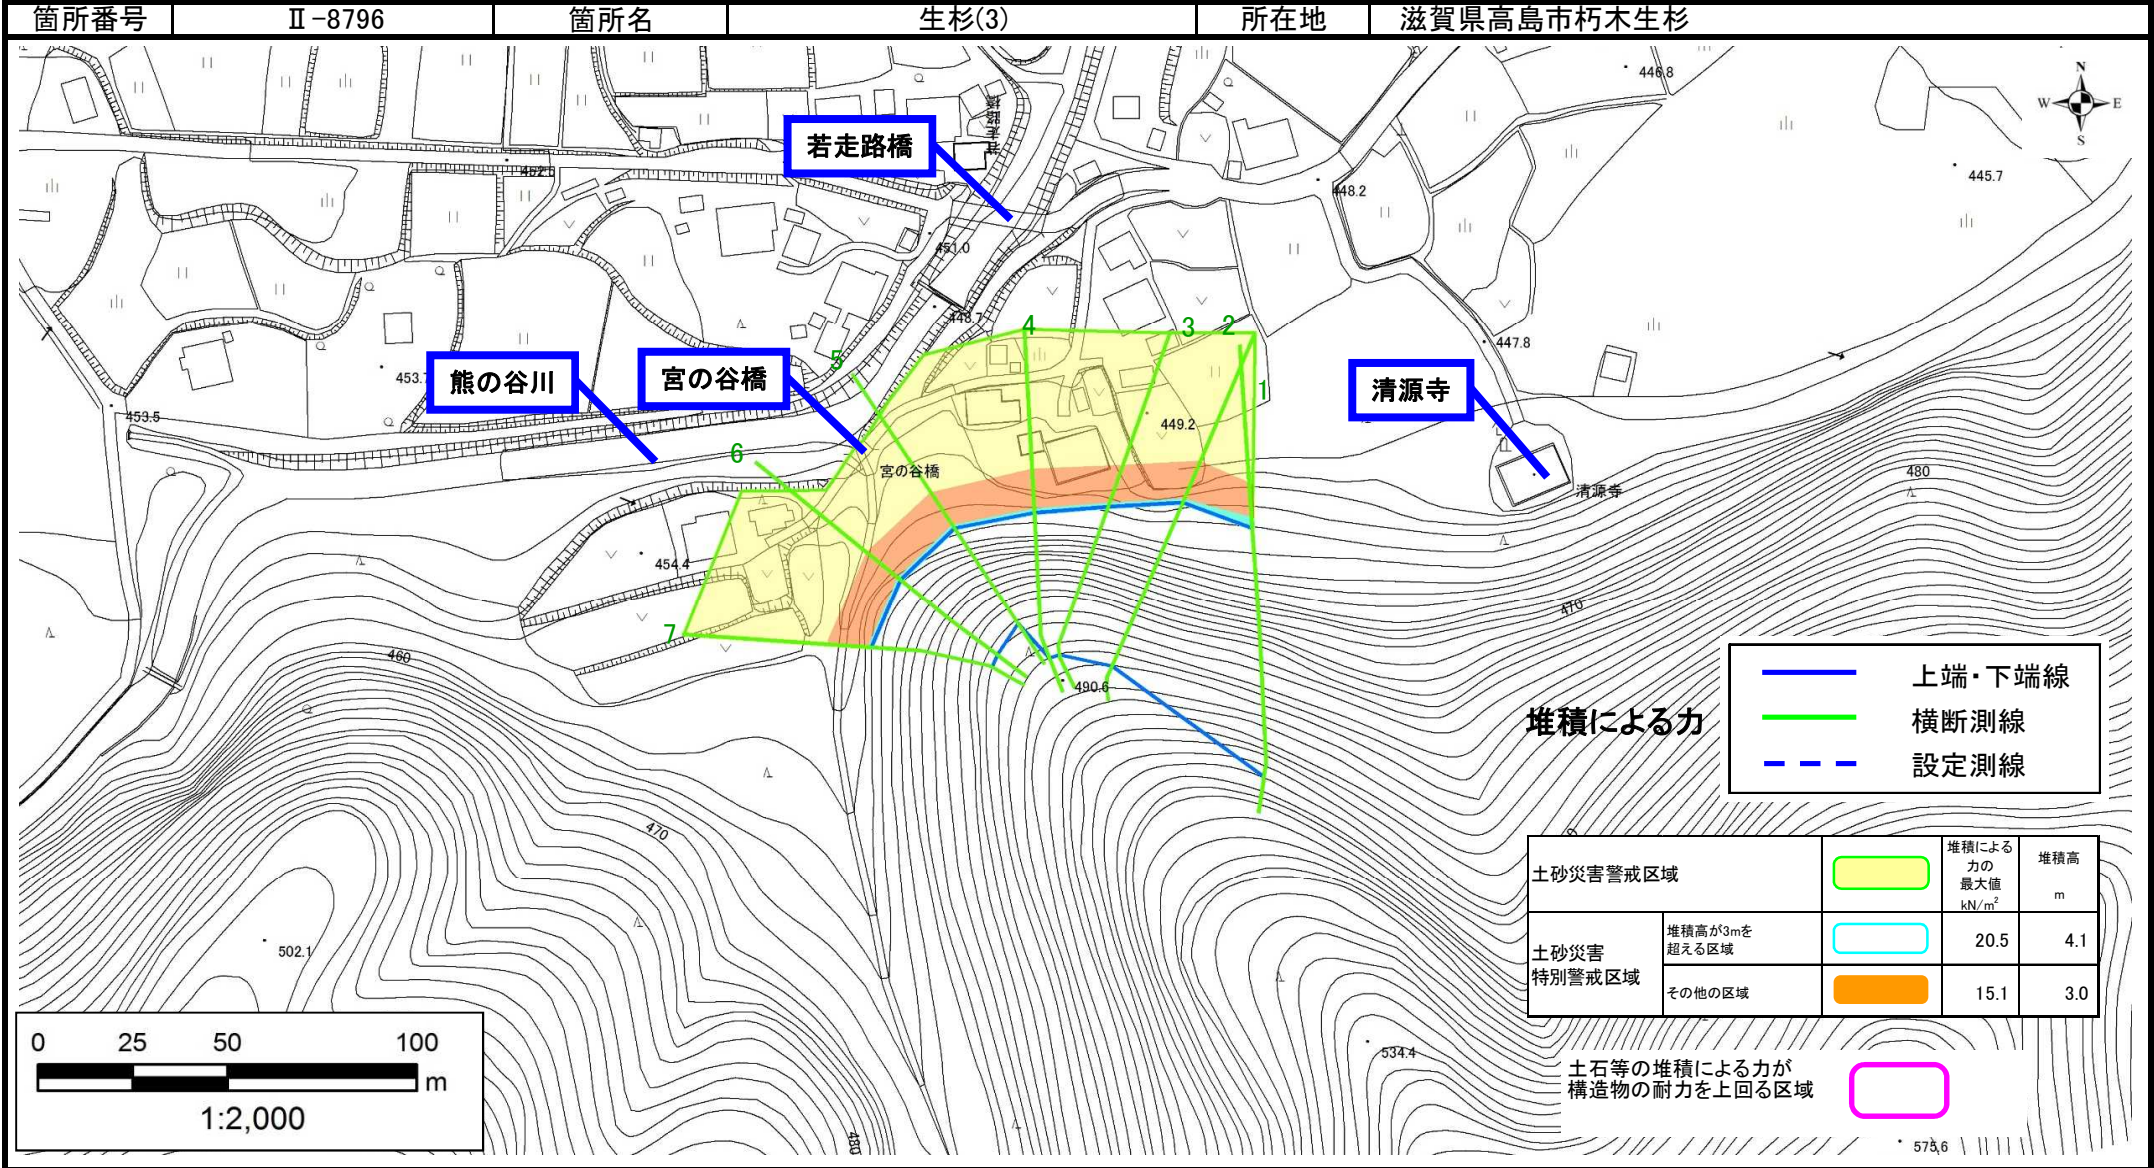 箇所番号 Ⅱ-8796 箇所名 生杉(3) 所在地 滋賀県高島市朽木生杉
446.8
N
W E
S
若走路橋
若走路橋
452.5
448.2
445.7
451.0
448.7
447.8
4 3 2
5
1
453.7
熊の谷川
宮の谷橋
清源寺
453.5
449.2
6
宮の谷橋
480
清源寺
454.4
470
7
460
490.6
上端・下端線
横断測線
設定測線
堆積による力
470
土砂災害警戒区域
堆積による
力の
最大値
kN/m²
堆積高
m
土砂災害
特別警戒区域
堆積高が3mを
超える区域
20.5 4.1
その他の区域
15.1 3.0
502.1
0 25 50 100
m
1:2,000
534.4
土石等の堆積による力が
構造物の耐力を上回る区域
480
575.6